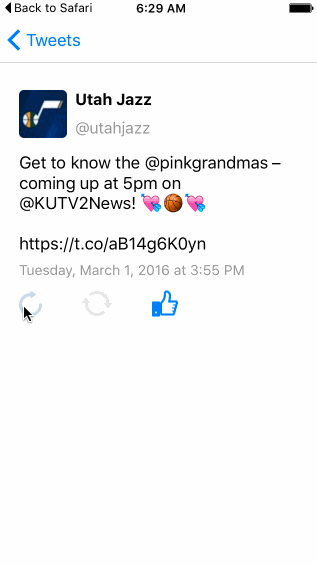 Back to Safari 6:29 AM
Tweets
Utah Jazz
@utahjazz
Get to know the @pinkgrandmas –
coming up at 5pm on
@KUTV2News! 💘🏀💘
https://t.co/aB14g6K0yn
Tuesday, March 1, 2016 at 3:55 PM